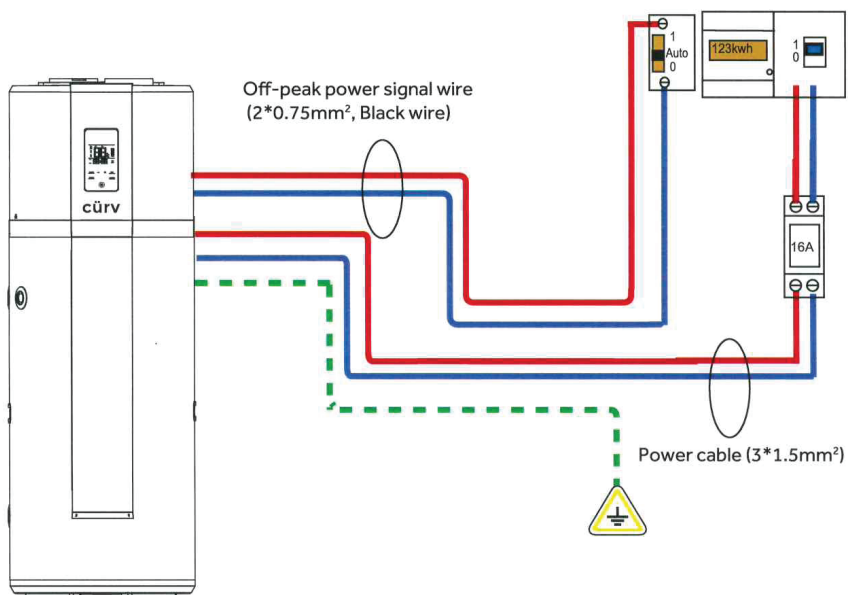 Off-peak power signal wire
(2*0.75mm², Black wire)
1
Auto
0
123kwh
1
0
cürv
16A
Power cable (3*1.5mm²)